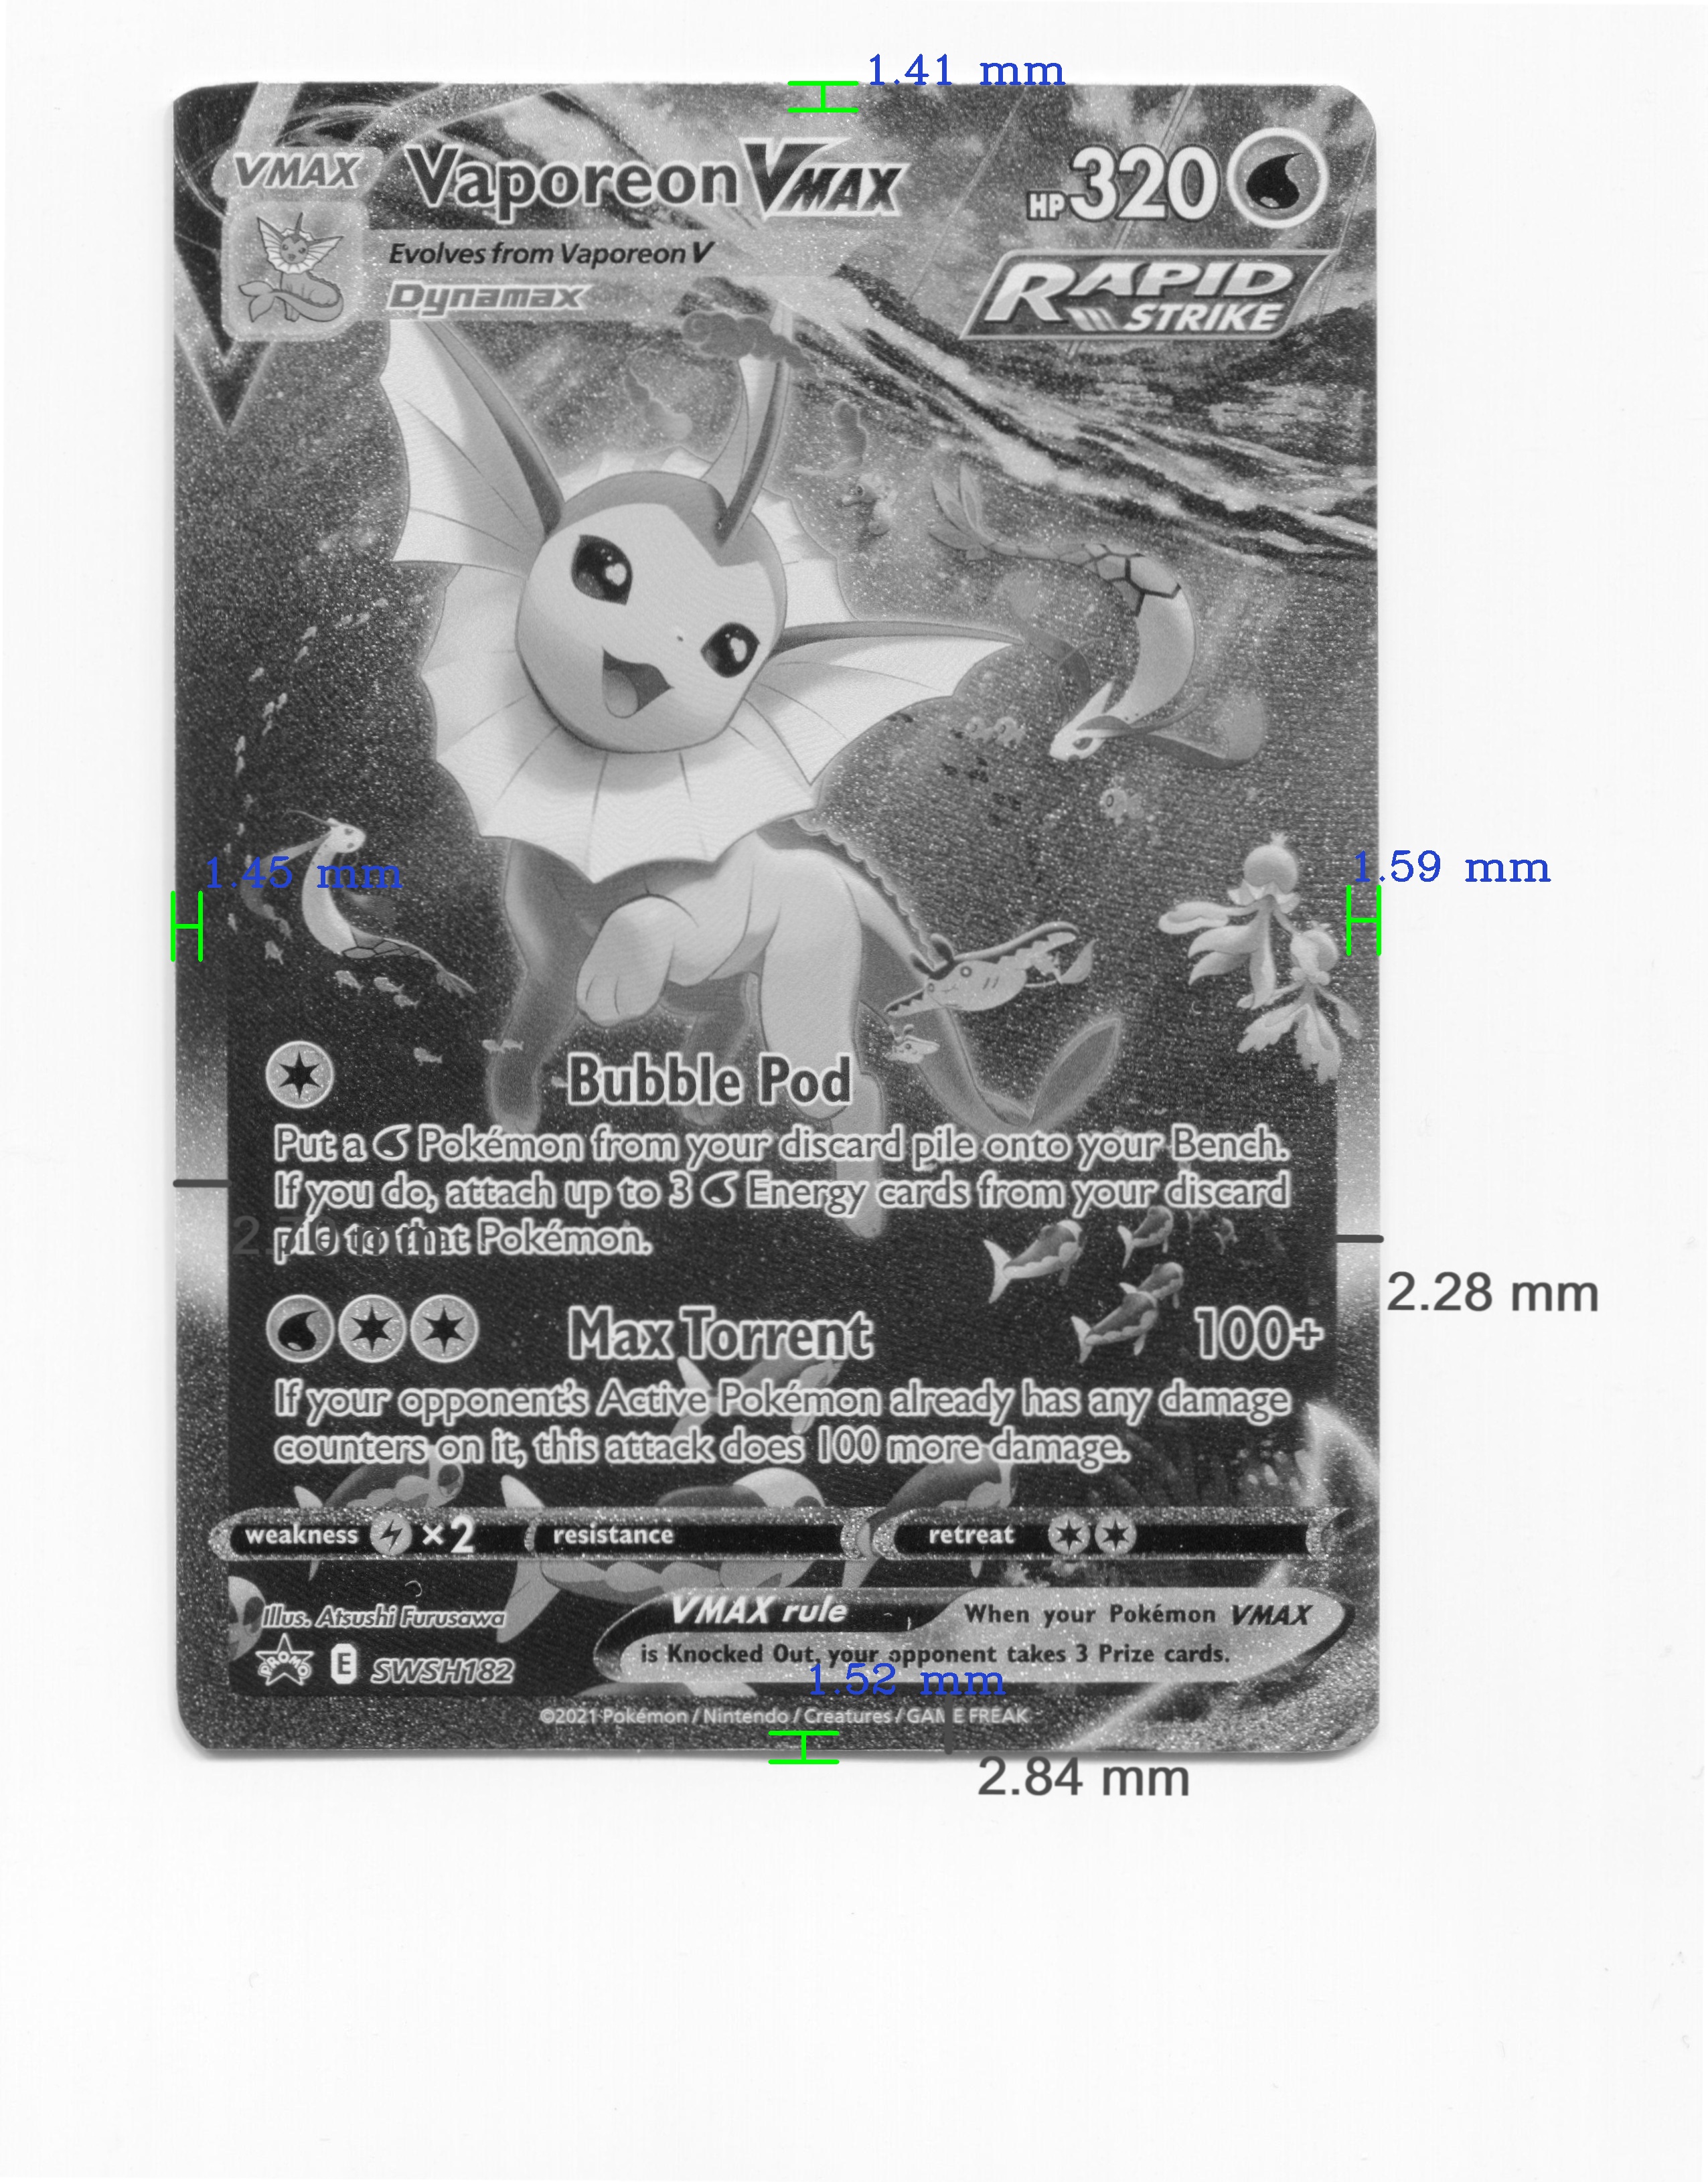 1.41 mm
VMAX Vaporeon VMAX HP 320
Evolves from Vaporeon V
Dynamax
RAPID STRIKE
1.45 mm
1.59 mm
Bubble Pod
Put a Pokémon from your discard pile onto your Bench.
If you do, attach up to 3 Energy cards from your discard
pile to that Pokémon.
2.28 mm
Max Torrent 100+
If your opponent's Active Pokémon already has any damage
counters on it, this attack does 100 more damage.
weakness ×2 resistance retreat
Illus. Atsushi Furusawa
PROMO E SWSH182
VMAX rule When your Pokémon VMAX
is Knocked Out, your opponent takes 3 Prize cards.
1.52 mm
©2021 Pokémon / Nintendo / Creatures / GAME FREAK
2.84 mm